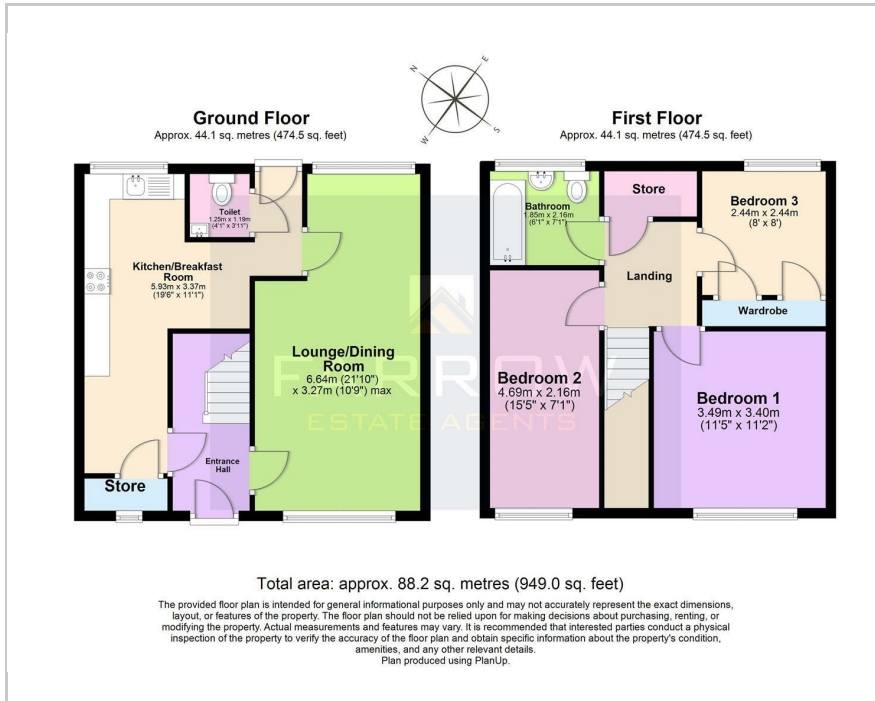 Ground Floor
Approx. 44.1 sq. metres (474.5 sq. feet)
N
E
S
W
First Floor
Approx. 44.1 sq. metres (474.5 sq. feet)
Toilet
1.25m x 1.19m
(4'1" x 3'11")
Kitchen/Breakfast
Room
5.93m x 3.37m
(19'6" x 11'1")
Lounge/Dining
Room
6.64m (21'10")
x 3.27m (10'9") max
Entrance
Hall
Store
Bathroom
1.85m x 2.16m
(6'1" x 7'1")
Store
Bedroom 3
2.44m x 2.44m
(8' x 8')
Landing
Wardrobe
Bedroom 2
4.69m x 2.16m
(15'5" x 7'1")
Bedroom 1
3.49m x 3.40m
(11'5" x 11'2")
ESTATE AGENTS
Total area: approx. 88.2 sq. metres (949.0 sq. feet)
The provided floor plan is intended for general informational purposes only and may not accurately represent the exact dimensions,
layout, or features of the property. The floor plan should not be relied upon for making decisions about purchasing, renting, or
modifying the property. Actual measurements and features may vary. It is recommended that interested parties conduct a physical
inspection of the property to verify the accuracy of the floor plan and obtain specific information about the property's condition,
amenities, and any other relevant details.
Plan produced using PlanUp.